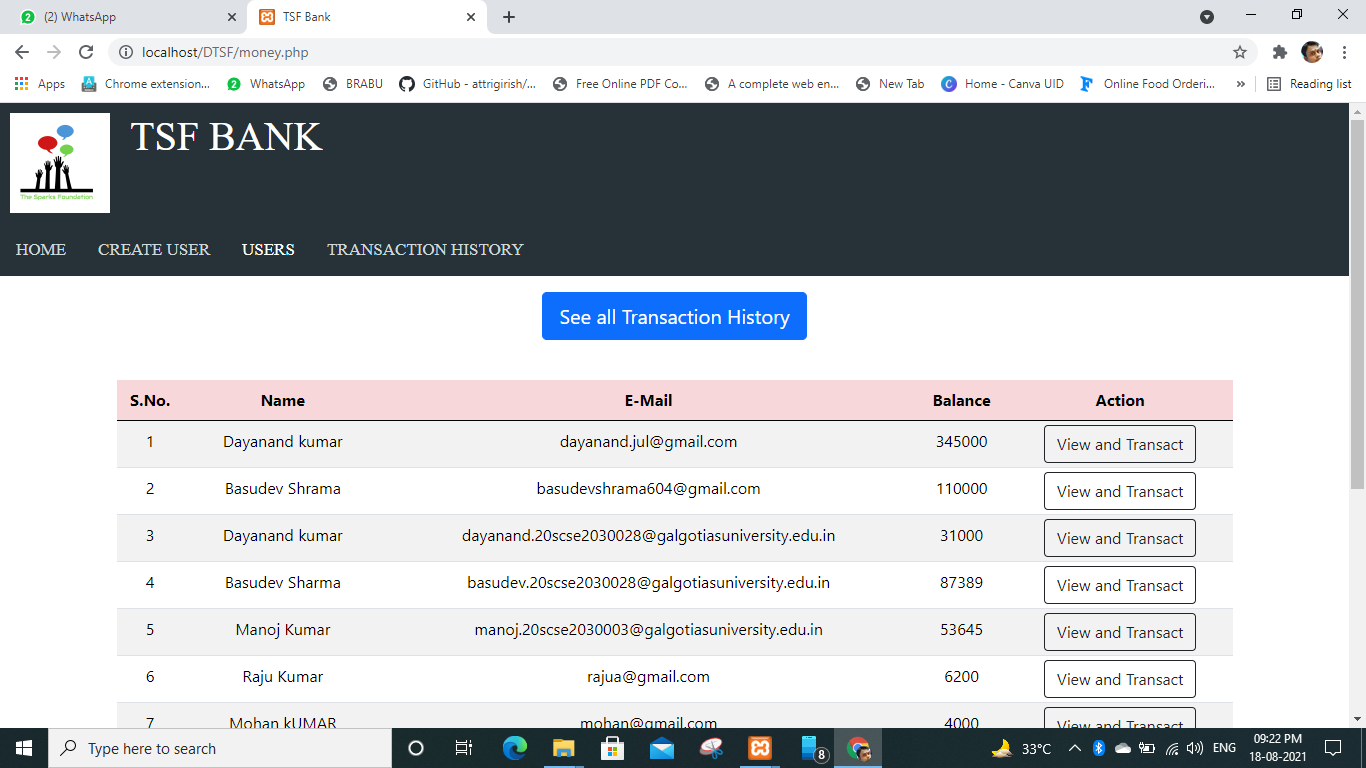 (2) WhatsApp
TSF Bank
localhost/DTSF/money.php
Apps Chrome extension... WhatsApp BRABU GitHub - attrigirish/... Free Online PDF Co... A complete web en... New Tab Home - Canva UID Online Food Orderi... » Reading list
TSF BANK
The Sparks Foundation
HOME CREATE USER USERS TRANSACTION HISTORY
See all Transaction History
S.No. Name E-Mail Balance Action
1 Dayanand kumar dayanand.jul@gmail.com 345000 View and Transact
2 Basudev Shrama basudevshrama604@gmail.com 110000 View and Transact
3 Dayanand kumar dayanand.20scse2030028@galgotiasuniversity.edu.in 31000 View and Transact
4 Basudev Sharma basudev.20scse2030028@galgotiasuniversity.edu.in 87389 View and Transact
5 Manoj Kumar manoj.20scse2030003@galgotiasuniversity.edu.in 53645 View and Transact
6 Raju Kumar rajua@gmail.com 6200 View and Transact
7 Mohan kUMAR mohan@gmail.com 4000 View and Transact
Type here to search
8
33°C
ENG
09:22 PM
18-08-2021